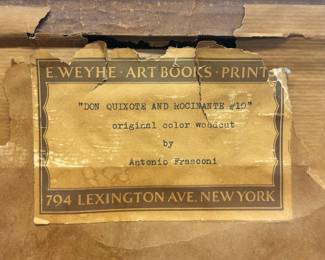 E. WEYHE · ART BOOKS · PRINTS
"DON QUIXOTE AND ROCINANTE #10"
original color woodcut
by
Antonio Frasconi
794 LEXINGTON AVE. NEW YORK